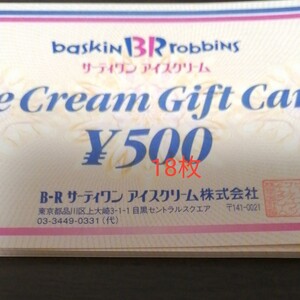 baskin BR robbins
サーティワン アイスクリーム
e Cream Gift Ca
¥500
18枚
B-R サーティワン アイスクリーム株式会社
東京都品川区上大崎3-1-1 目黒セントラルスクエア 〒141-0021
03-3449-0331（代）